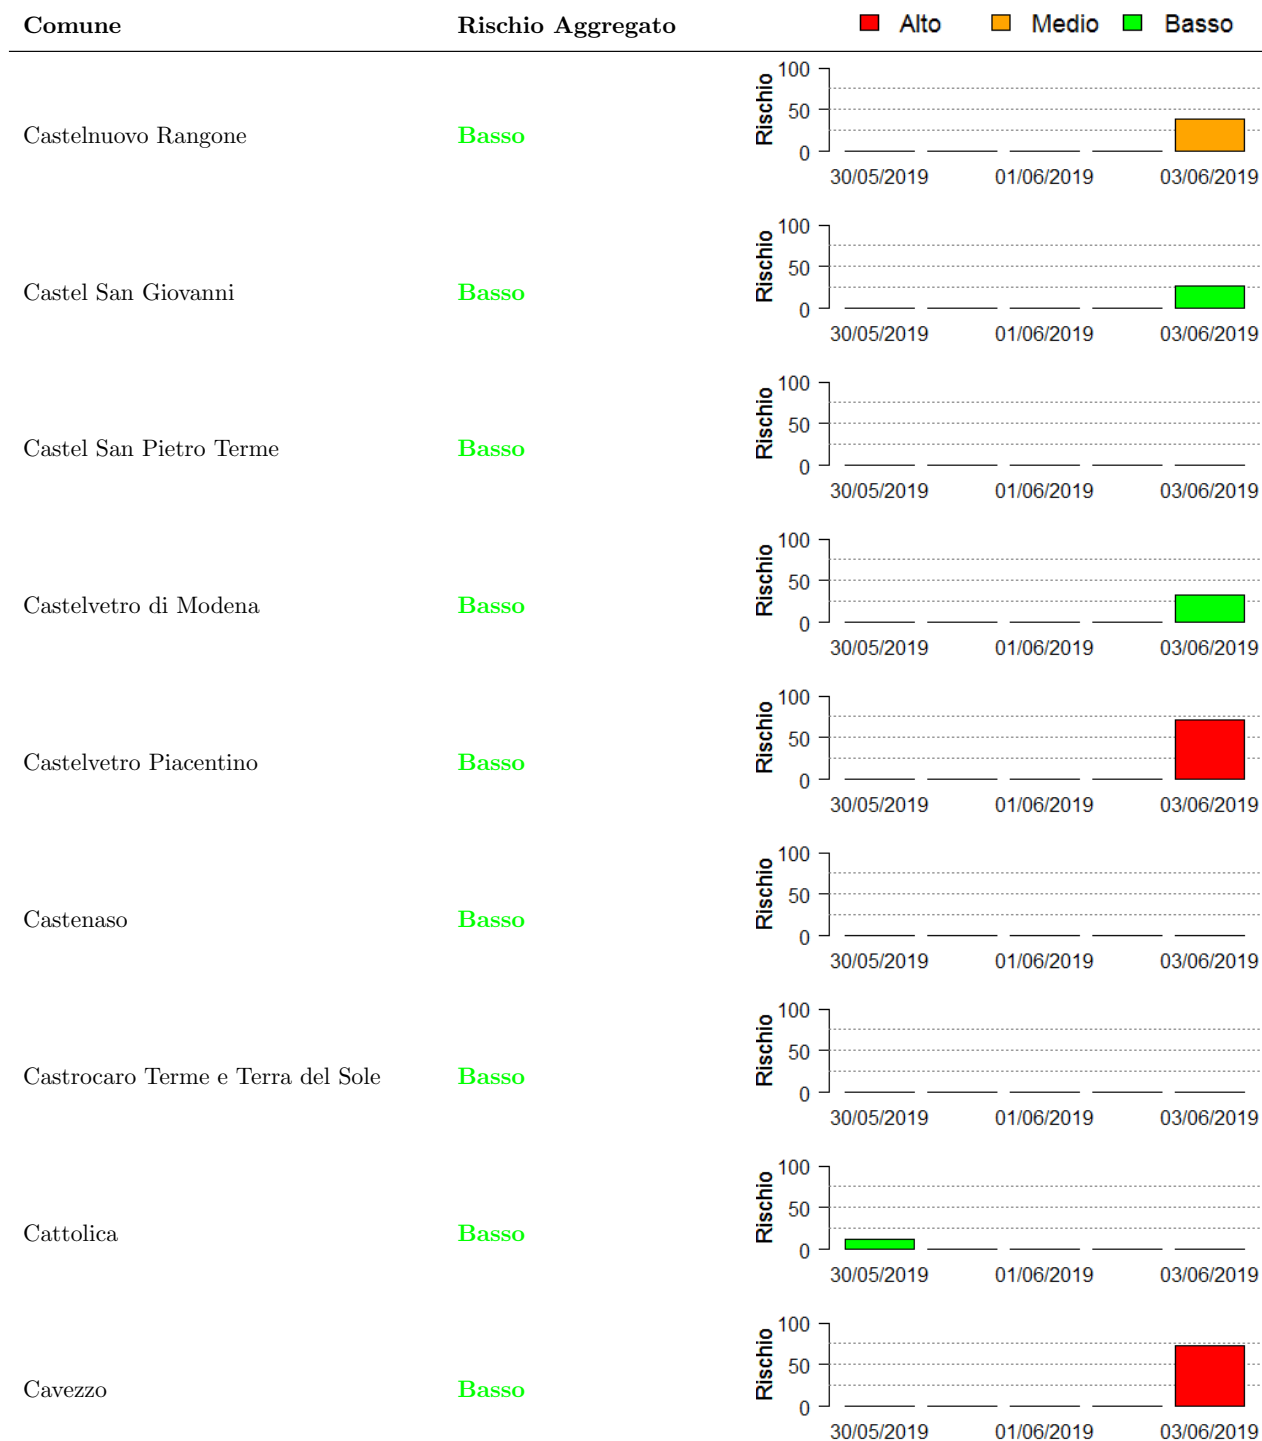 Comune Rischio Aggregato Alto Medio Basso
Castelnuovo Rangone Basso Rischio 100 50 0
30/05/2019 01/06/2019 03/06/2019
Castel San Giovanni Basso Rischio 100 50 0
30/05/2019 01/06/2019 03/06/2019
Castel San Pietro Terme Basso Rischio 100 50 0
30/05/2019 01/06/2019 03/06/2019
Castelvetro di Modena Basso Rischio 100 50 0
30/05/2019 01/06/2019 03/06/2019
Castelvetro Piacentino Basso Rischio 100 50 0
30/05/2019 01/06/2019 03/06/2019
Castenaso Basso Rischio 100 50 0
30/05/2019 01/06/2019 03/06/2019
Castrocaro Terme e Terra del Sole Basso Rischio 100 50 0
30/05/2019 01/06/2019 03/06/2019
Cattolica Basso Rischio 100 50 0
30/05/2019 01/06/2019 03/06/2019
Cavezzo Basso Rischio 100 50 0
30/05/2019 01/06/2019 03/06/2019